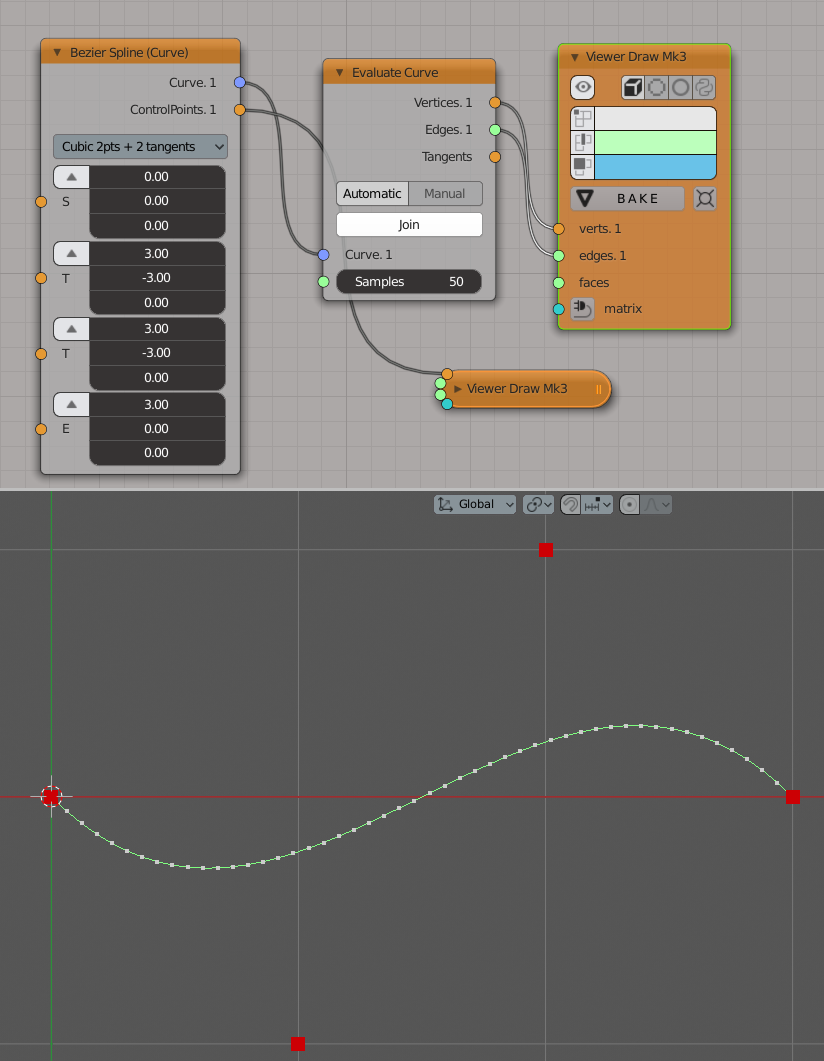 Bezier Spline (Curve)
Curve. 1
ControlPoints. 1
Cubic 2pts + 2 tangents
0.00
S
0.00
0.00
3.00
T
-3.00
0.00
3.00
T
-3.00
0.00
3.00
E
0.00
0.00
Evaluate Curve
Vertices. 1
Edges. 1
Tangents
Automatic
Manual
Join
Curve. 1
Samples 50
Viewer Draw Mk3
BAKE
verts. 1
edges. 1
faces
matrix
Viewer Draw Mk3
Global